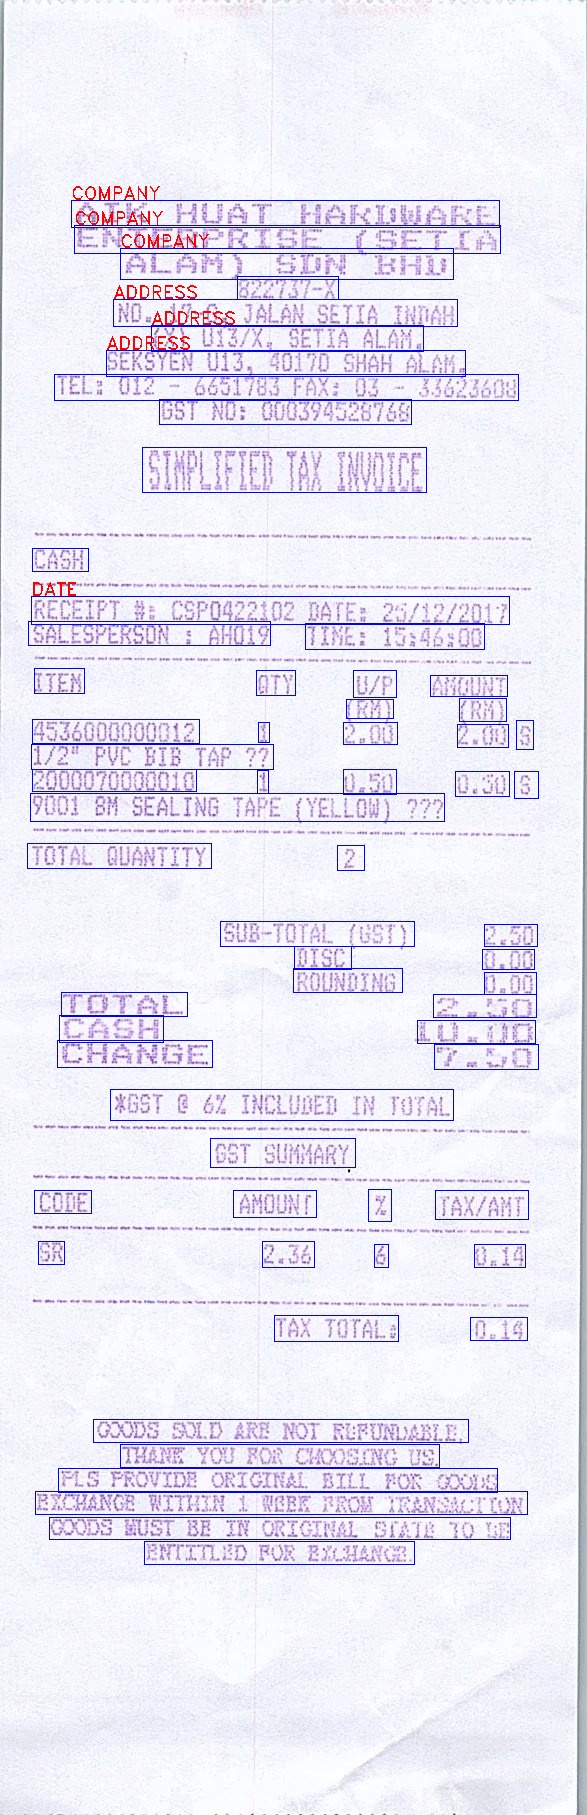 COMPANY
COMPANY HUAT HARDWARE
COMPANY ENTERPRISE (SETIA
ALAM) SDN BHD
ADDRESS 822737-X
ADDRESS NO. JALAN SETIA INDAH
ADDRESS U13/X, SETIA ALAM,
SEKSYEN U13, 40170 SHAH ALAM.
TEL: 012 - 6651783 FAX: 03 - 33623608
GST NO: 000394528768
SIMPLIFIED TAX INVOICE
CASH
DATE
RECEIPT #: CSP0422102 DATE: 25/12/2017
SALESPERSON : AH019 TIME: 15:46:00
ITEM QTY U/P AMOUNT
(RM) (RM)
4536000000012 1 2.00 2.00 S
1/2" PVC BIB TAP ??
2000070000010 1 0.50 0.50 S
9001 8M SEALING TAPE (YELLOW) ???
TOTAL QUANTITY 2
SUB-TOTAL (GST) 2.50
DISC 0.00
ROUNDING 0.00
TOTAL 2.50
CASH 10.00
CHANGE 7.50
*GST @ 6% INCLUDED IN TOTAL
GST SUMMARY
CODE AMOUNT % TAX/AMT
SR 2.36 6 0.14
TAX TOTAL: 0.14
GOODS SOLD ARE NOT REFUNDABLE.
THANK YOU FOR CHOOSING US.
PLS PROVIDE ORIGINAL BILL FOR GOODS
EXCHANGE WITHIN 1 WEEK FROM TRANSACTION
GOODS MUST BE IN ORIGINAL STATE TO BE
ENTITLED FOR EXCHANGE.